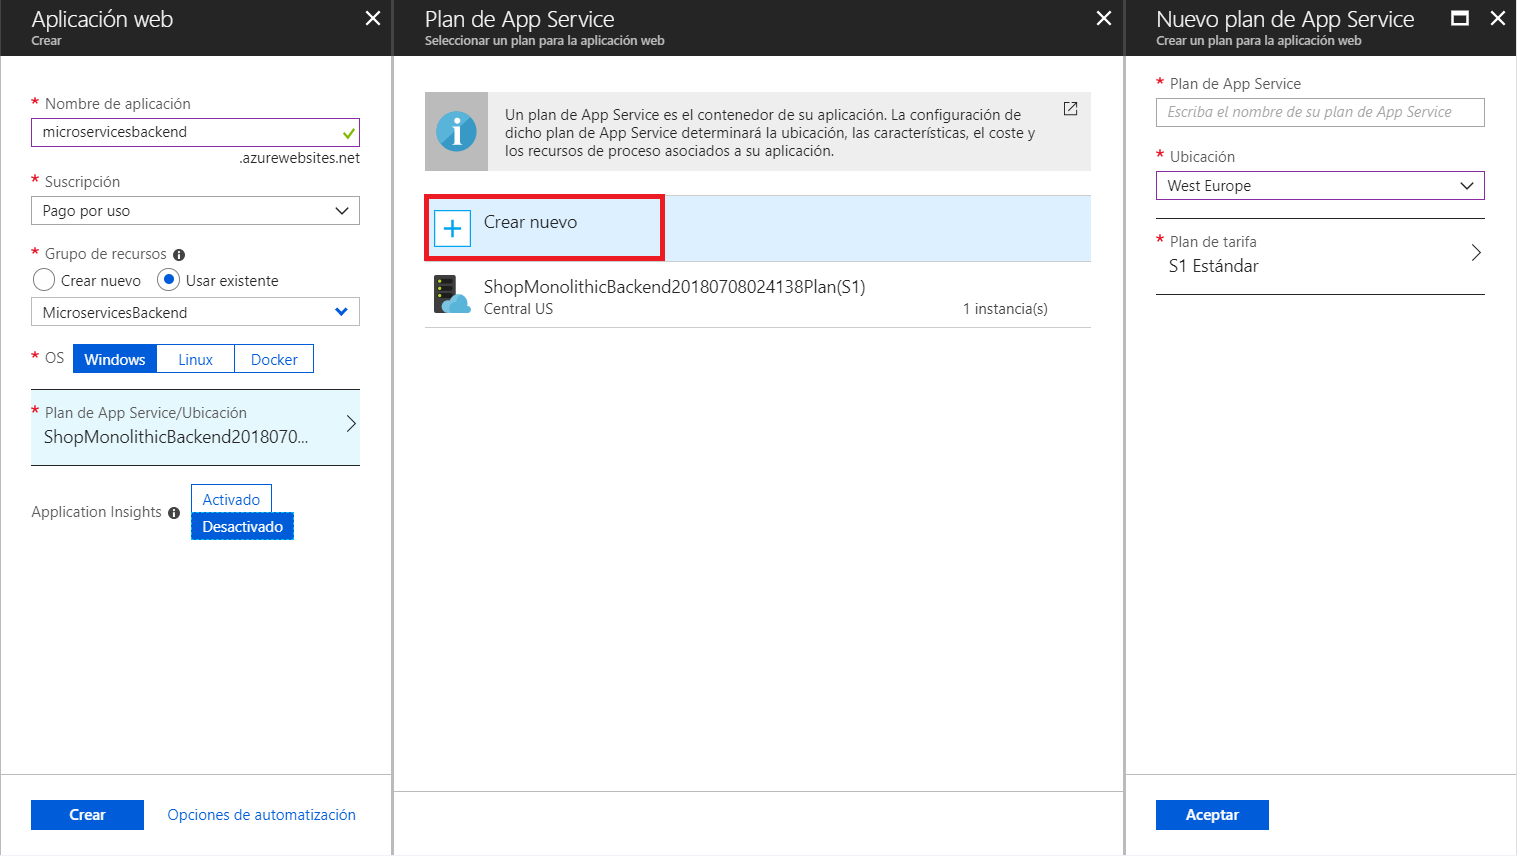 Aplicación web
Crear
* Nombre de aplicación
microservicesbackend
.azurewebsites.net
* Suscripción
Pago por uso
* Grupo de recursos
Crear nuevo
Usar existente
MicroservicesBackend
* OS
Windows
Linux
Docker
* Plan de App Service/Ubicación
ShopMonolithicBackend2018070...
Application Insights
Activado
Desactivado
Crear
Opciones de automatización
Plan de App Service
Seleccionar un plan para la aplicación web
Un plan de App Service es el contenedor de su aplicación. La configuración de
dicho plan de App Service determinará la ubicación, las características, el coste y
los recursos de proceso asociados a su aplicación.
Crear nuevo
ShopMonolithicBackend20180708024138Plan(S1)
Central US
1 instancia(s)
Nuevo plan de App Service
Crear un plan para la aplicación web
* Plan de App Service
Escriba el nombre de su plan de App Service
* Ubicación
West Europe
* Plan de tarifa
S1 Estándar
Aceptar